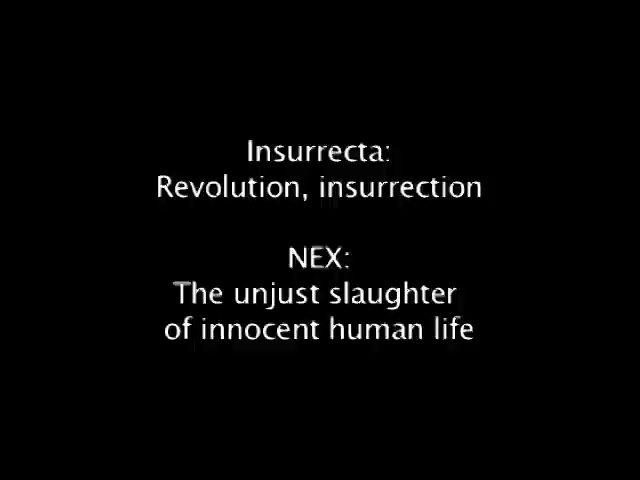 Insurrecta:
Revolution, insurrection
NEX:
The unjust slaughter
of innocent human life